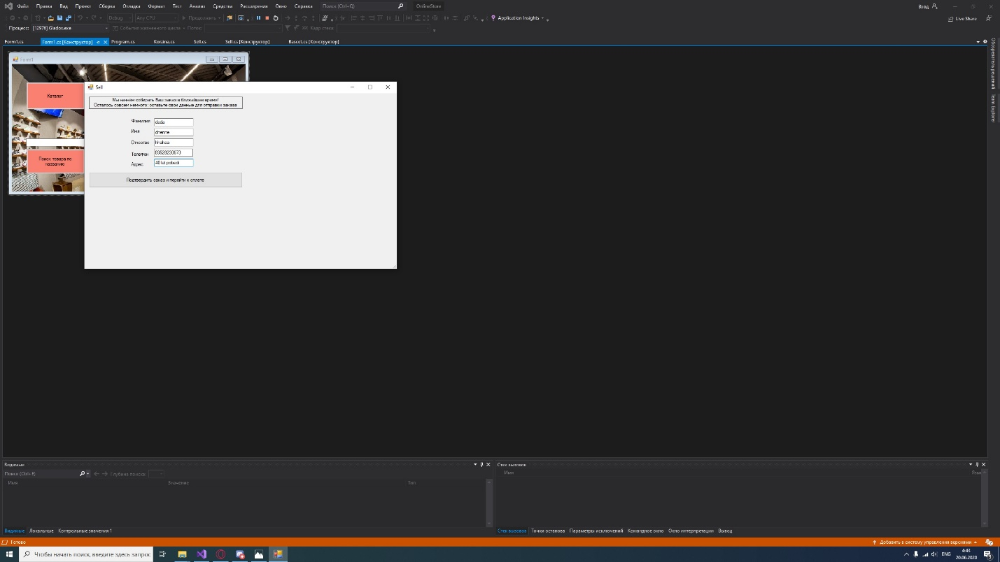 Файл Правка Вид Проект Сборка Отладка Формат Тест Анализ Средства Расширения Окно Справка Поиск (Ctrl+Q) OnlineStore Вход
Debug Any CPU Продолжить Application Insights Live Share
Процесс: [12976] Glados.exe События жизненного цикла Поток: Кадр стека:
Form1.cs Form1.cs [Конструктор] Program.cs Korzina.cs Sell.cs Sell.cs [Конструктор] Bascet.cs [Конструктор]
Обозреватель решений
Team Explorer
Form1
Каталог
Поиск товара по
названию
Sell
Мы начнем собирать Ваш заказ в ближайшее время!
Осталось совсем немного: оставьте свои данные для отправки заказа
Фамилия dada
Имя dnenne
Отчество hhahaa
Телефон 89528230673
Адрес 40 let pobedi
Подтвердить заказ и перейти к оплате
Видимые
Поиск (Ctrl+E) Глубина поиска:
Имя Значение Тип
Видимые Локальные Контрольные значения 1
Стек вызовов
Имя Язы
Стек вызовов Точки останова Параметры исключений Командное окно Окно интерпретации Вывод
Готово Добавить в систему управления версиями
Чтобы начать поиск, введите здесь запрос
ENG 4:43
20.06.2020